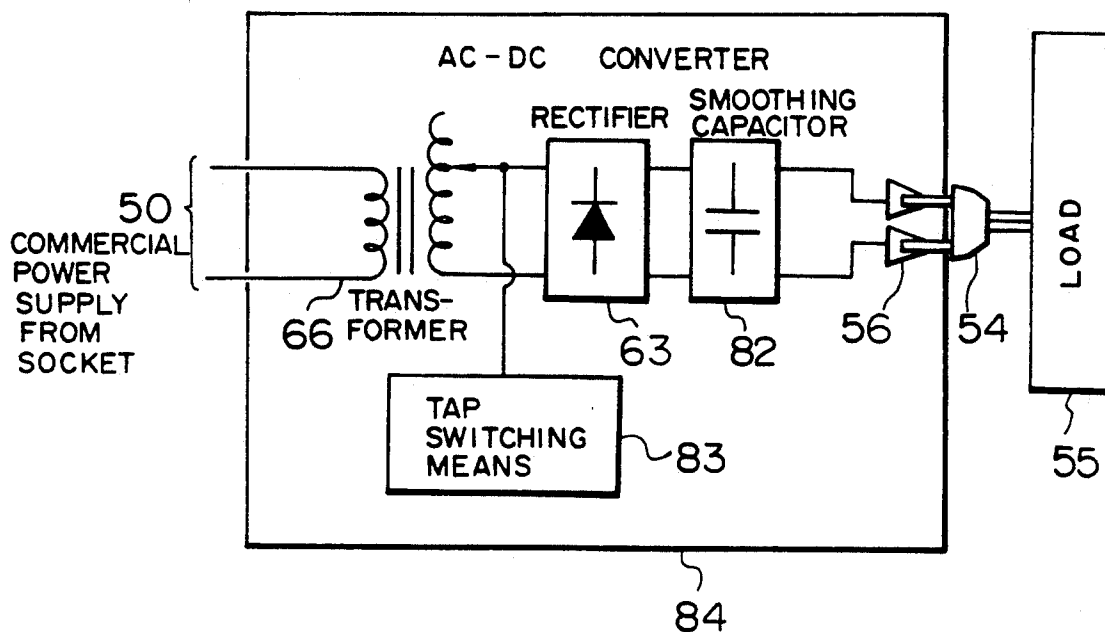 AC-DC CONVERTER
RECTIFIER
SMOOTHING
CAPACITOR
50
COMMERCIAL
POWER
SUPPLY
FROM
SOCKET
66
TRANS-
FORMER
63
82
56
54
LOAD
55
TAP
SWITCHING
MEANS
83
84